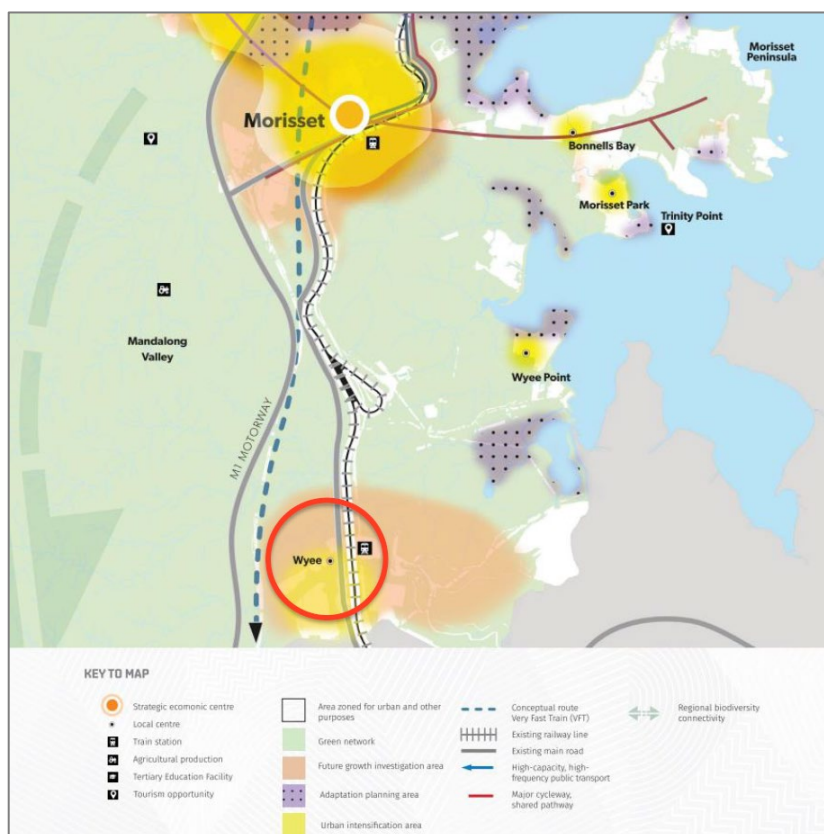 Morisset
Peninsula
Morisset
Bonnells Bay
Morisset Park
Trinity Point
Mandalong
Valley
Wyee Point
M1 MOTORWAY
Wyee
KEY TO MAP
Strategic ecomonic centre
Local centre
Train station
Agricultural production
Tertiary Education Facility
Tourism opportunity
Area zoned for urban and other
purposes
Green network
Future growth investigation area
Adaptation planning area
Urban intensification area
Conceptual route
Very Fast Train (VFT)
Existing railway line
Existing main road
High-capacity, high-
frequency public transport
Major cycleway,
shared pathway
Regional biodiversity
connectivity